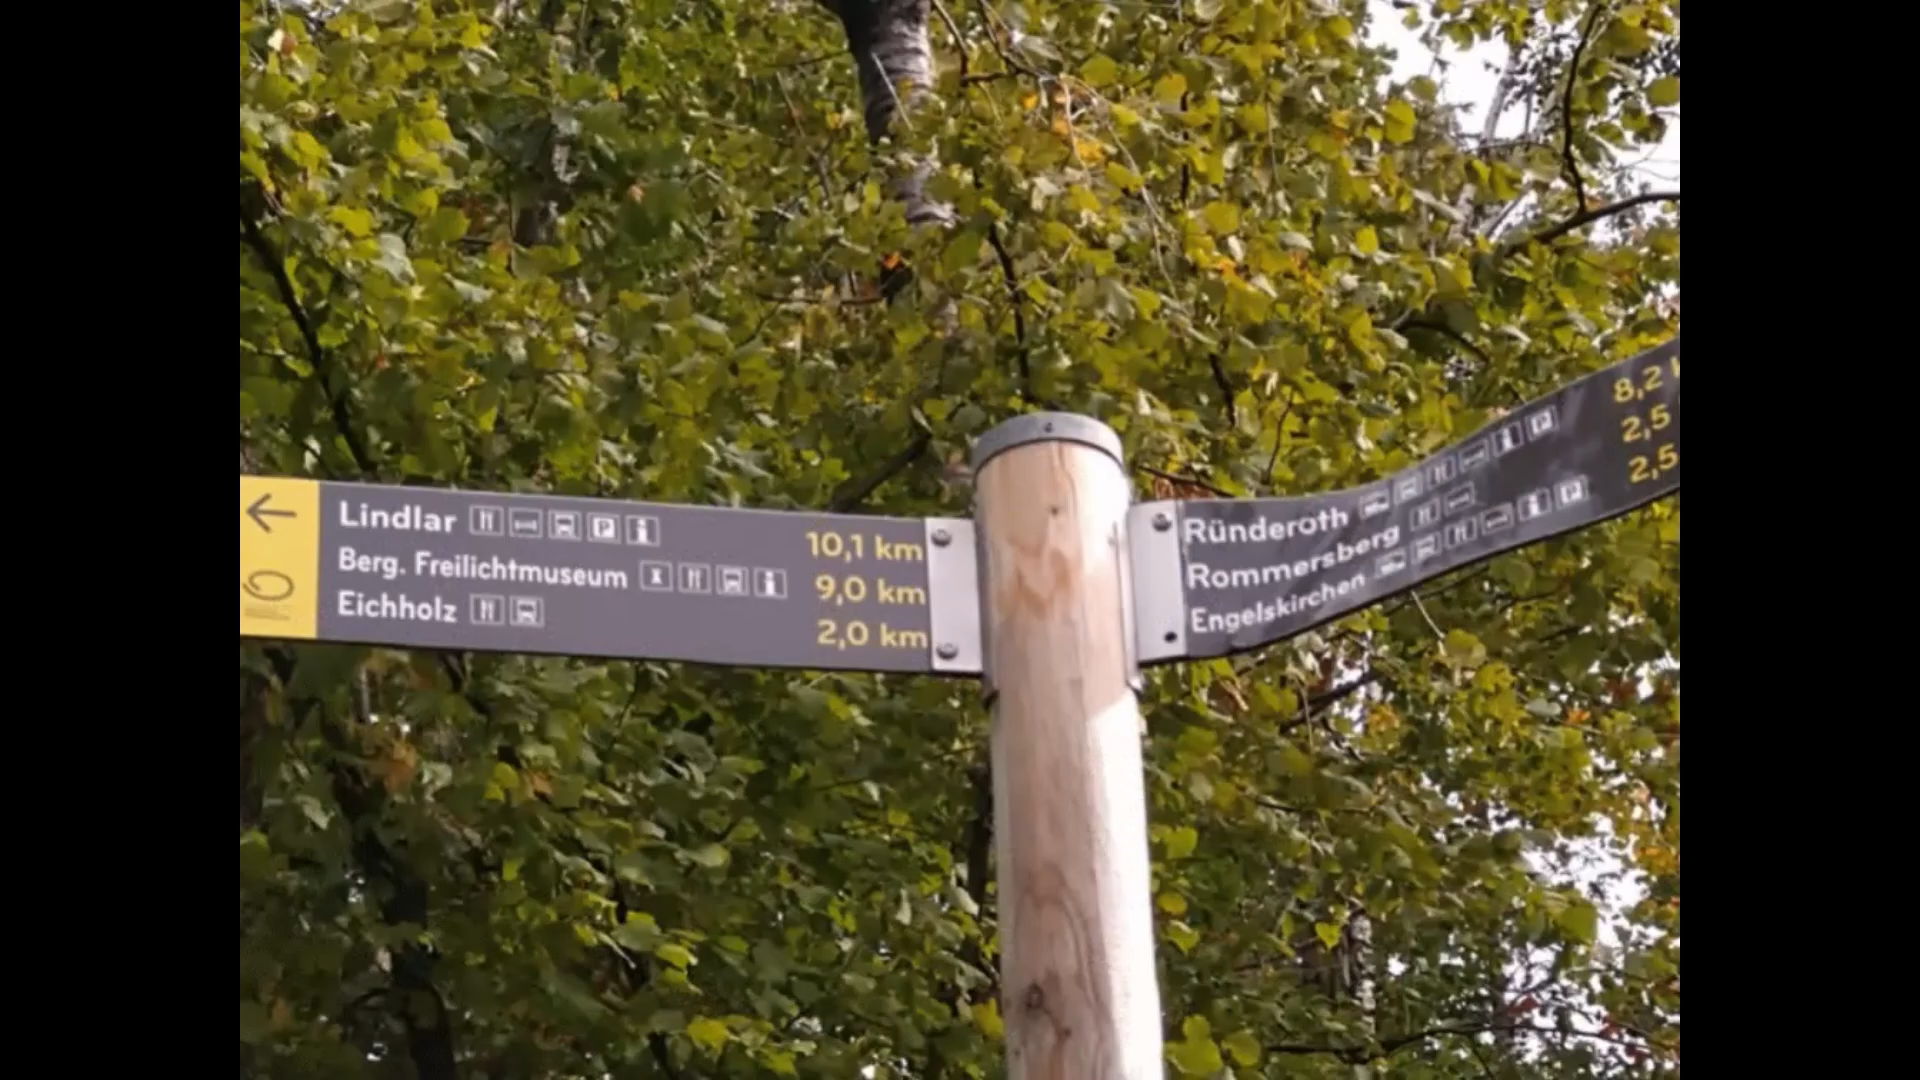 Lindlar 10,1 km
Berg. Freilichtmuseum 9,0 km
Eichholz 2,0 km
Ründeroth 8,2
Rommersberg 2,5
Engelskirchen 2,5